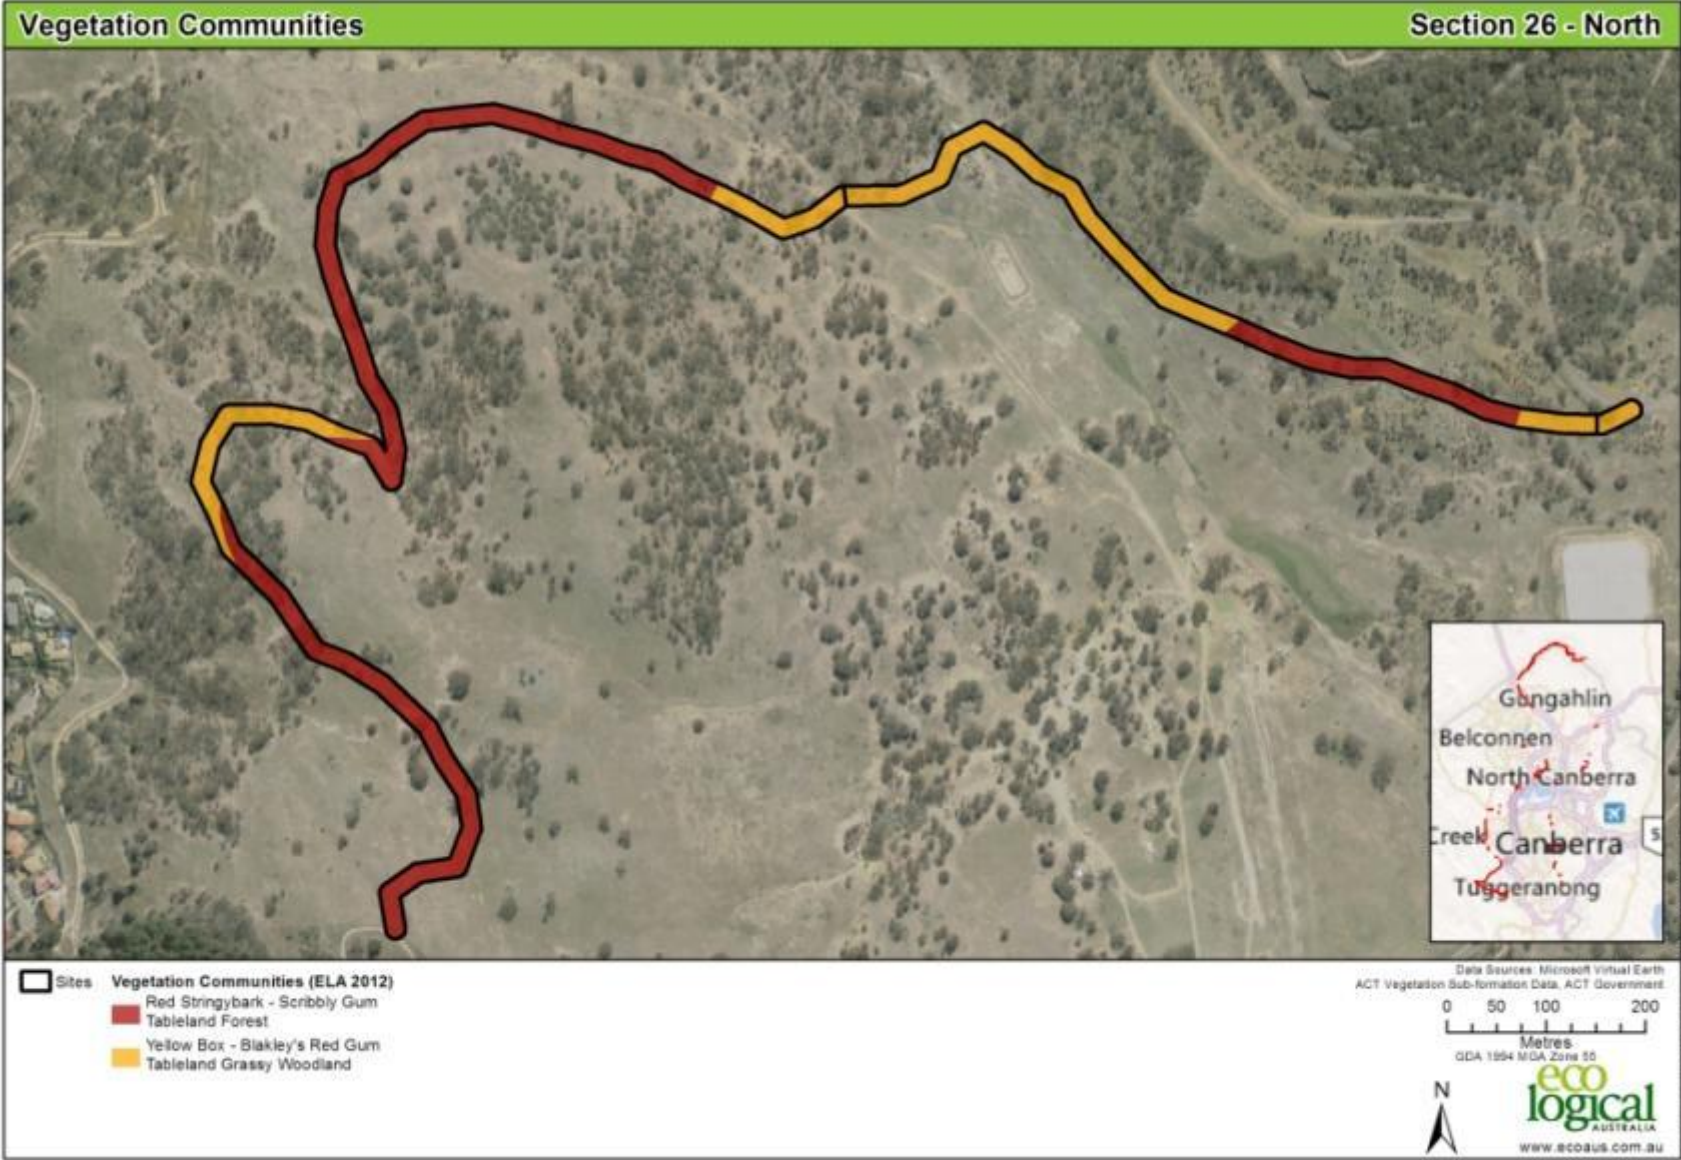 Vegetation Communities
Section 26 - North
Gungahlin
Belconnen
North Canberra
Creek
Canberra
5
Tuggeranong
Sites
Vegetation Communities (ELA 2012)
Red Stringybark - Scribbly Gum
Tableland Forest
Yellow Box - Blakley's Red Gum
Tableland Grassy Woodland
Data Sources: Microsoft Virtual Earth
ACT Vegetation Sub-formation Data, ACT Government
0 50 100 200
Metres
GDA 1994 MGA Zone 55
N
eco
logical
AUSTRALIA
www.ecoaus.com.au